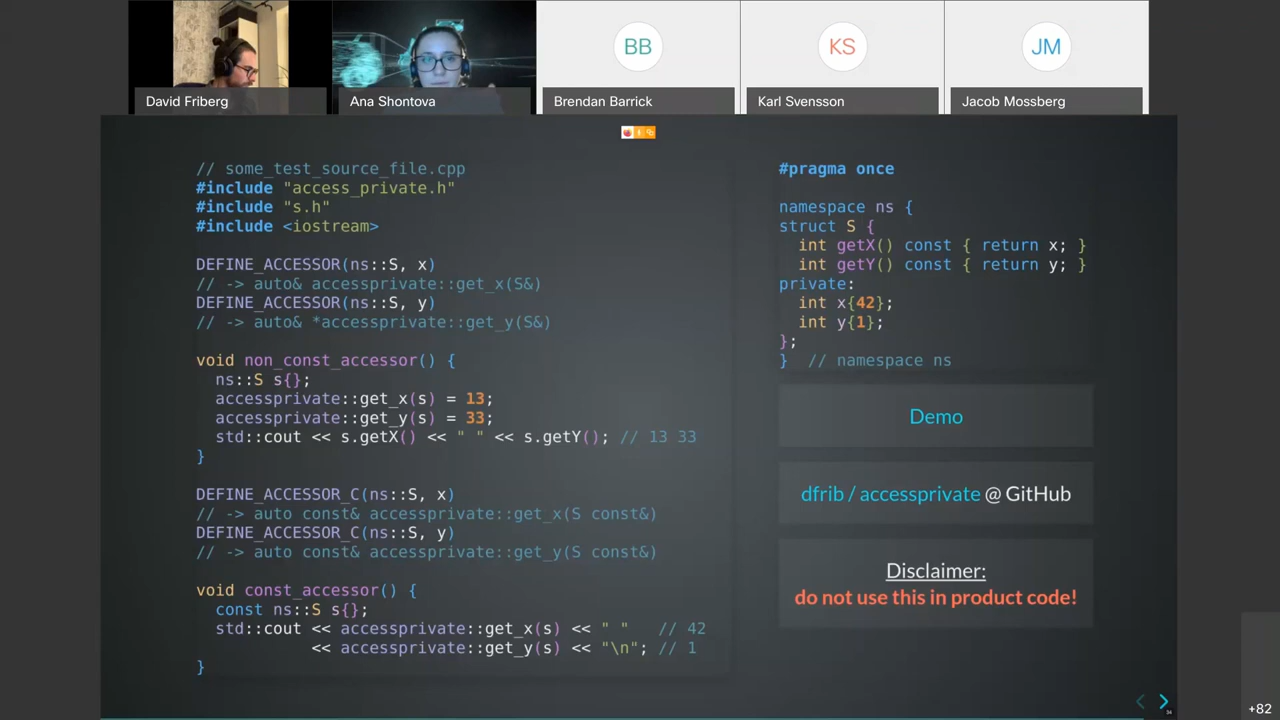 BB
KS
JM
David Friberg
Ana Shontova
Brendan Barrick
Karl Svensson
Jacob Mossberg
// some_test_source_file.cpp
#include "access_private.h"
#include "s.h"
#include <iostream>
DEFINE_ACCESSOR(ns::S, x)
// -> auto& accessprivate::get_x(S&)
DEFINE_ACCESSOR(ns::S, y)
// -> auto& *accessprivate::get_y(S&)
void non_const_accessor() {
ns::S s{};
accessprivate::get_x(s) = 13;
accessprivate::get_y(s) = 33;
std::cout << s.getX() << " " << s.getY(); // 13 33
}
DEFINE_ACCESSOR_C(ns::S, x)
// -> auto const& accessprivate::get_x(S const&)
DEFINE_ACCESSOR_C(ns::S, y)
// -> auto const& accessprivate::get_y(S const&)
void const_accessor() {
const ns::S s{};
std::cout << accessprivate::get_x(s) << " " // 42
<< accessprivate::get_y(s) << "\n"; // 1
}
#pragma once
namespace ns {
struct S {
int getX() const { return x; }
int getY() const { return y; }
private:
int x{42};
int y{1};
};
} // namespace ns
Demo
dfrib / accessprivate @ GitHub
Disclaimer:
do not use this in product code!
34
+82